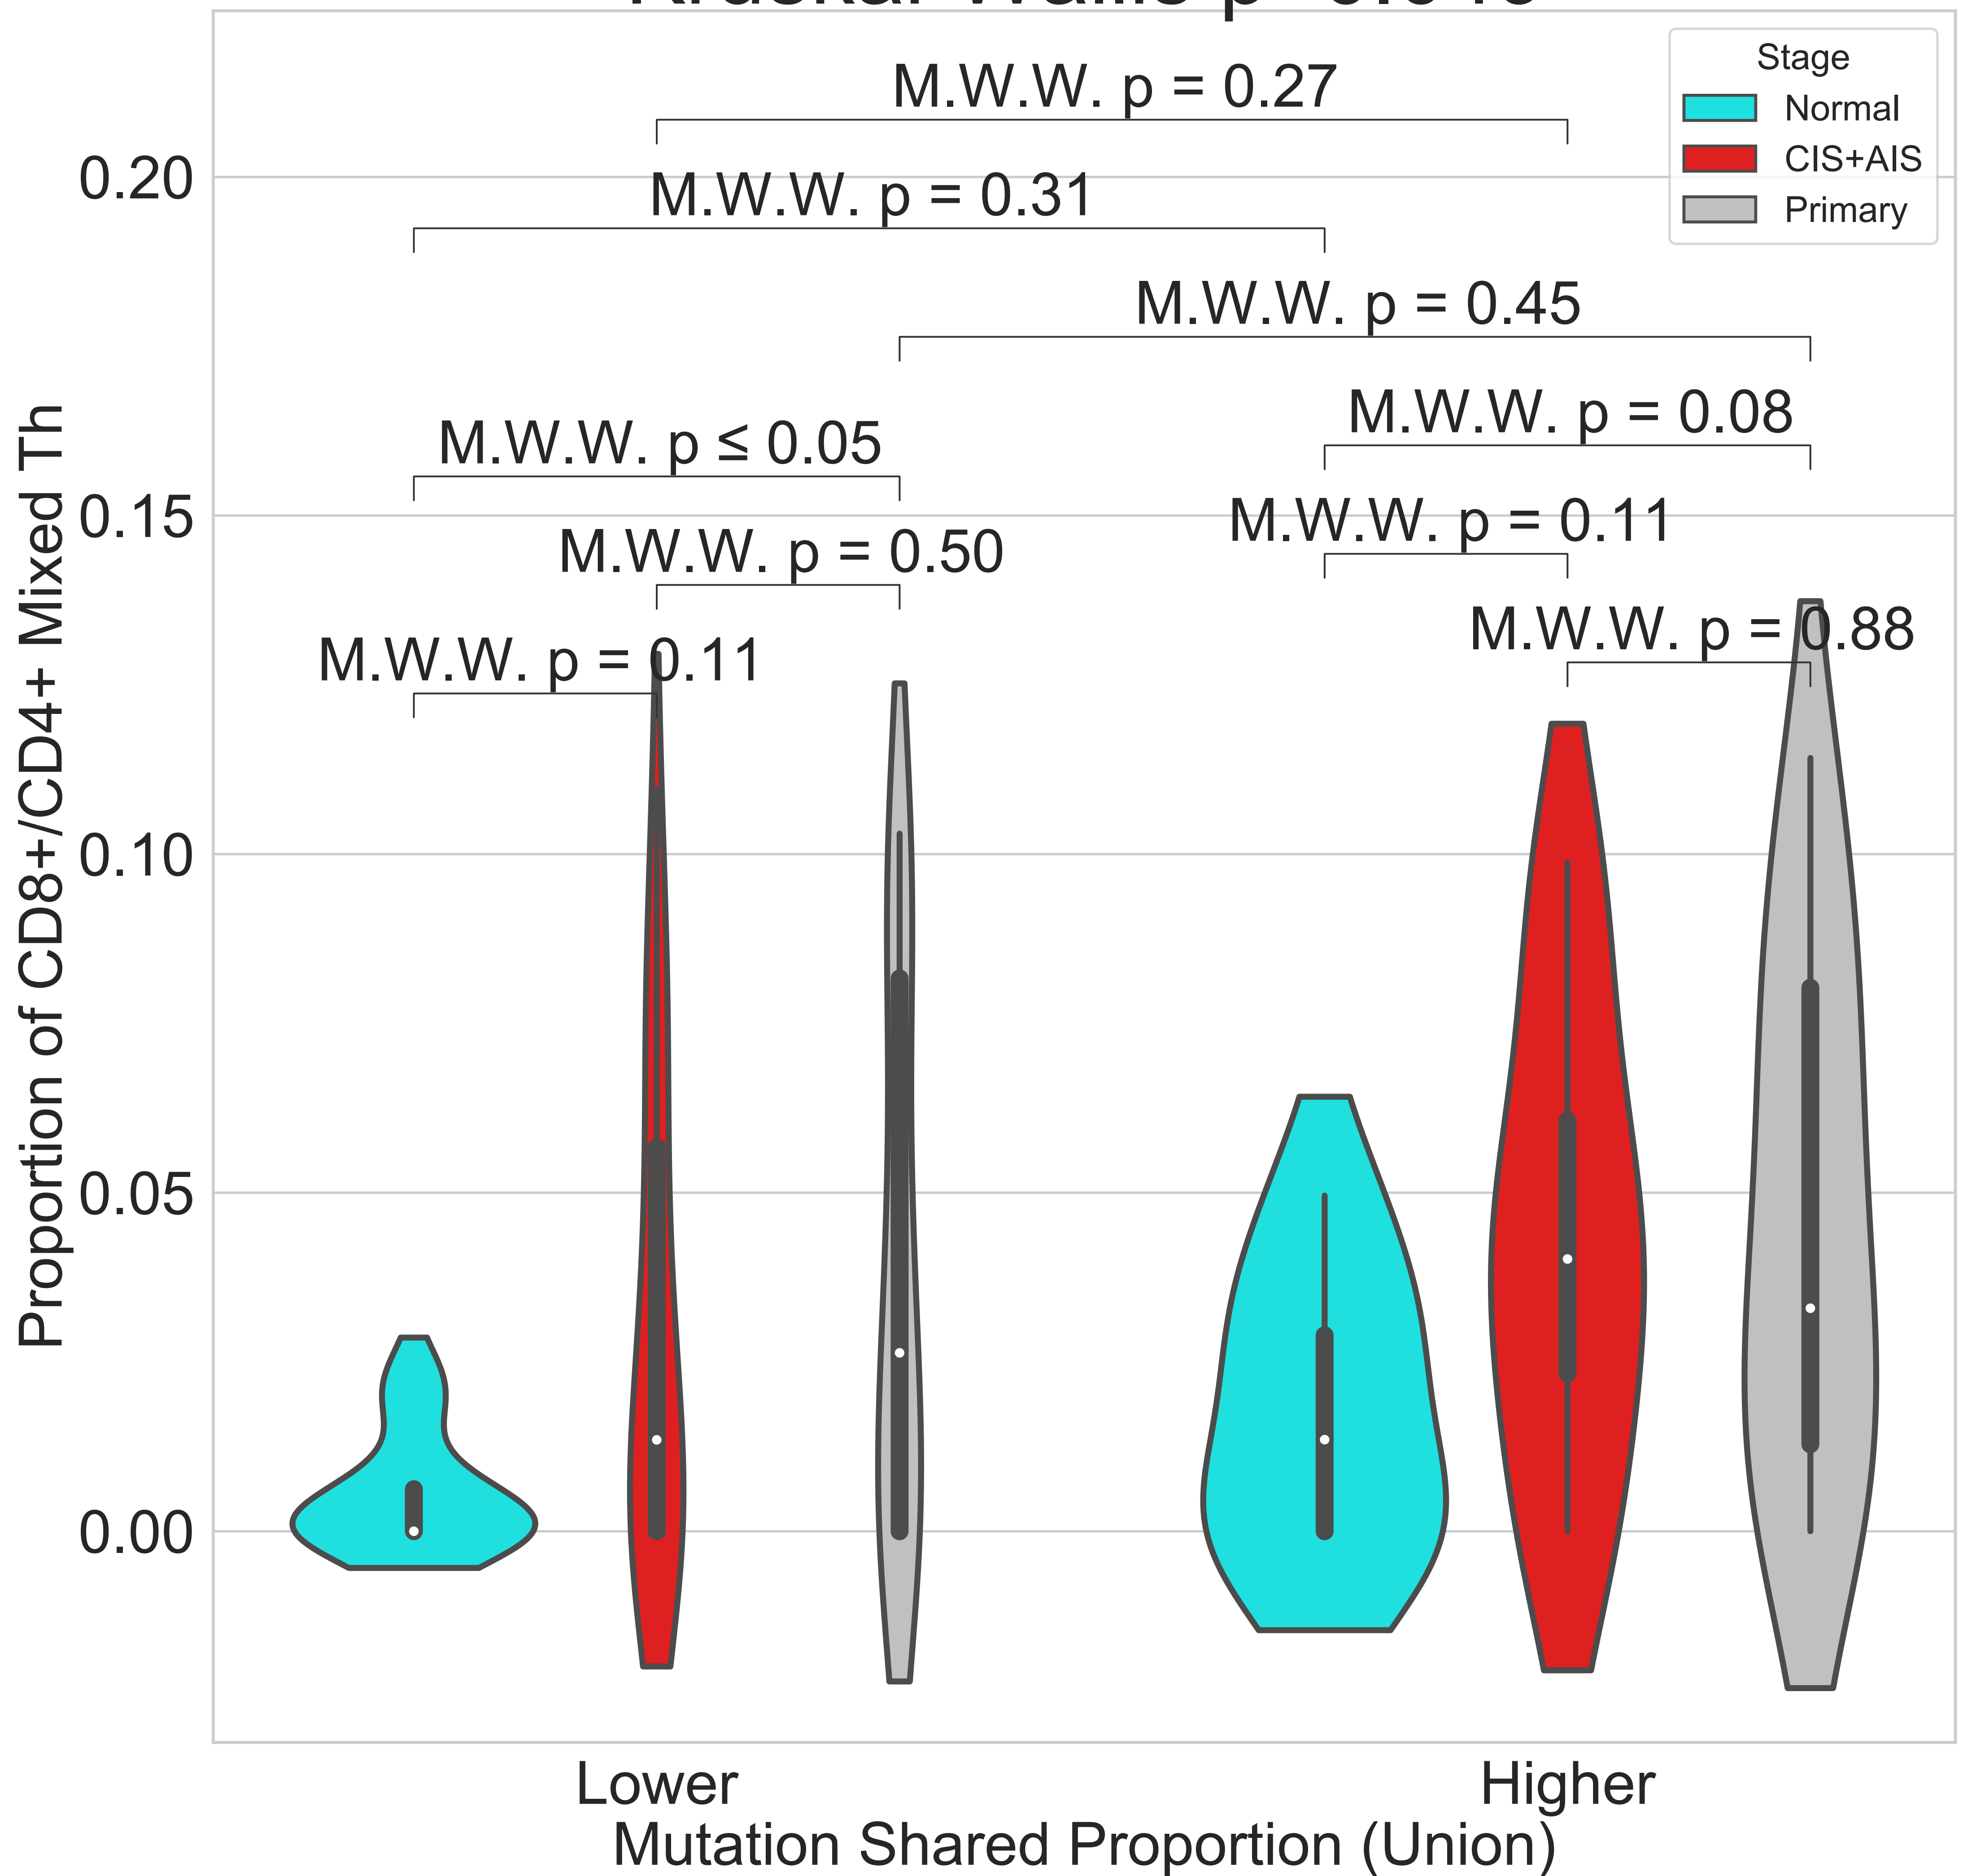 Stage
Normal
CIS+AIS
Primary
M.W.W. p = 0.27
M.W.W. p = 0.31
M.W.W. p = 0.45
M.W.W. p = 0.08
M.W.W. p ≤ 0.05
M.W.W. p = 0.11
M.W.W. p = 0.50
M.W.W. p = 0.88
M.W.W. p = 0.11
0.20
0.15
0.10
0.05
0.00
Proportion of CD8+/CD4+ Mixed Th
Lower
Higher
Mutation Shared Proportion (Union)